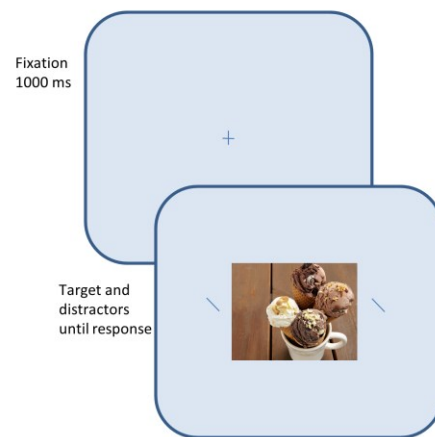 Fixation
1000 ms
Target and
distractors
until response